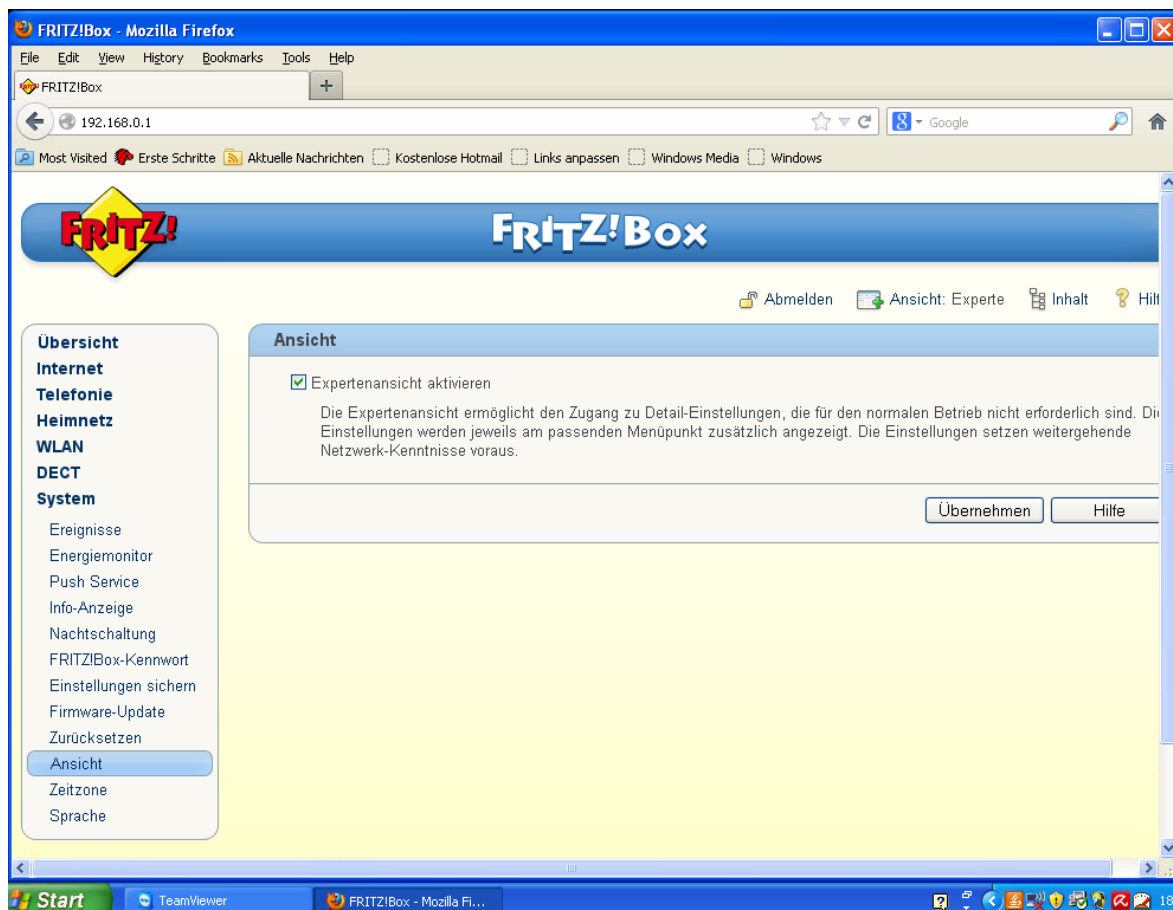 FRITZ!Box - Mozilla Firefox
File Edit View History Bookmarks Tools Help
FRITZ!Box
192.168.0.1
Google
Most Visited Erste Schritte Aktuelle Nachrichten Kostenlose Hotmail Links anpassen Windows Media Windows
FRITZ!
FRITZ!Box
Abmelden Ansicht: Experte Inhalt Hilf
Übersicht
Internet
Telefonie
Heimnetz
WLAN
DECT
System
Ereignisse
Energiemonitor
Push Service
Info-Anzeige
Nachtschaltung
FRITZ!Box-Kennwort
Einstellungen sichern
Firmware-Update
Zurücksetzen
Ansicht
Zeitzone
Sprache
Ansicht
Expertenansicht aktivieren
Die Expertenansicht ermöglicht den Zugang zu Detail-Einstellungen, die für den normalen Betrieb nicht erforderlich sind. Di
Einstellungen werden jeweils am passenden Menüpunkt zusätzlich angezeigt. Die Einstellungen setzen weitergehende
Netzwerk-Kenntnisse voraus.
Übernehmen Hilfe
Start TeamViewer FRITZ!Box - Mozilla Fi... 18